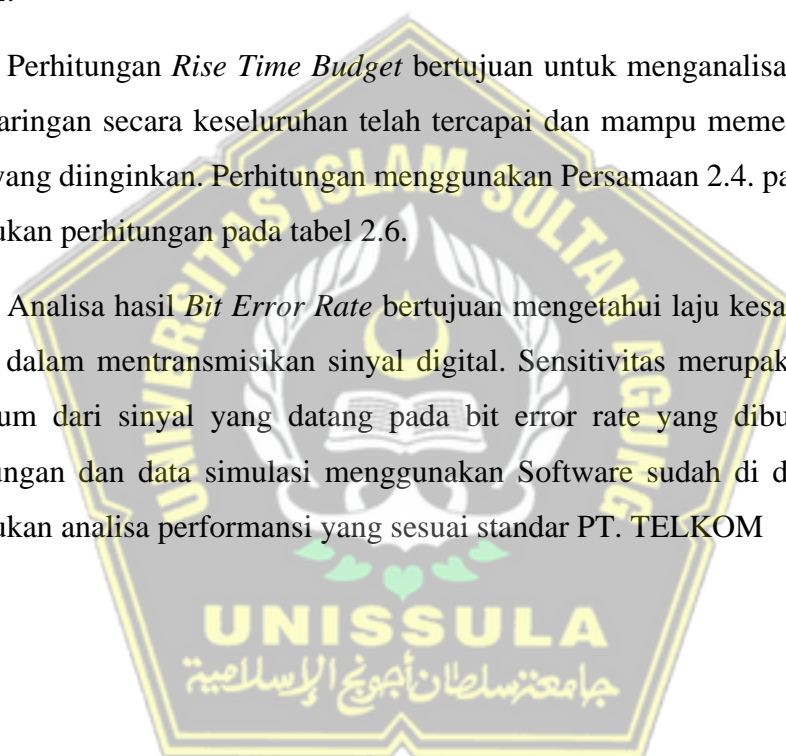 Perhitungan Rise Time Budget bertujuan untuk menganalisa
aringan secara keseluruhan telah tercapai dan mampu meme
yang diinginkan. Perhitungan menggunakan Persamaan 2.4. pa
ukan perhitungan pada tabel 2.6.
Analisa hasil Bit Error Rate bertujuan mengetahui laju kesa
dalam mentransmisikan sinyal digital. Sensitivitas merupak
um dari sinyal yang datang pada bit error rate yang dibu
ungan dan data simulasi menggunakan Software sudah di d
ukan analisa performansi yang sesuai standar PT. TELKOM
UNIVERSITAS ISLAM SULTAN AGUNG
UNISSULA
جامعة سلطان أجونج الإسلامية